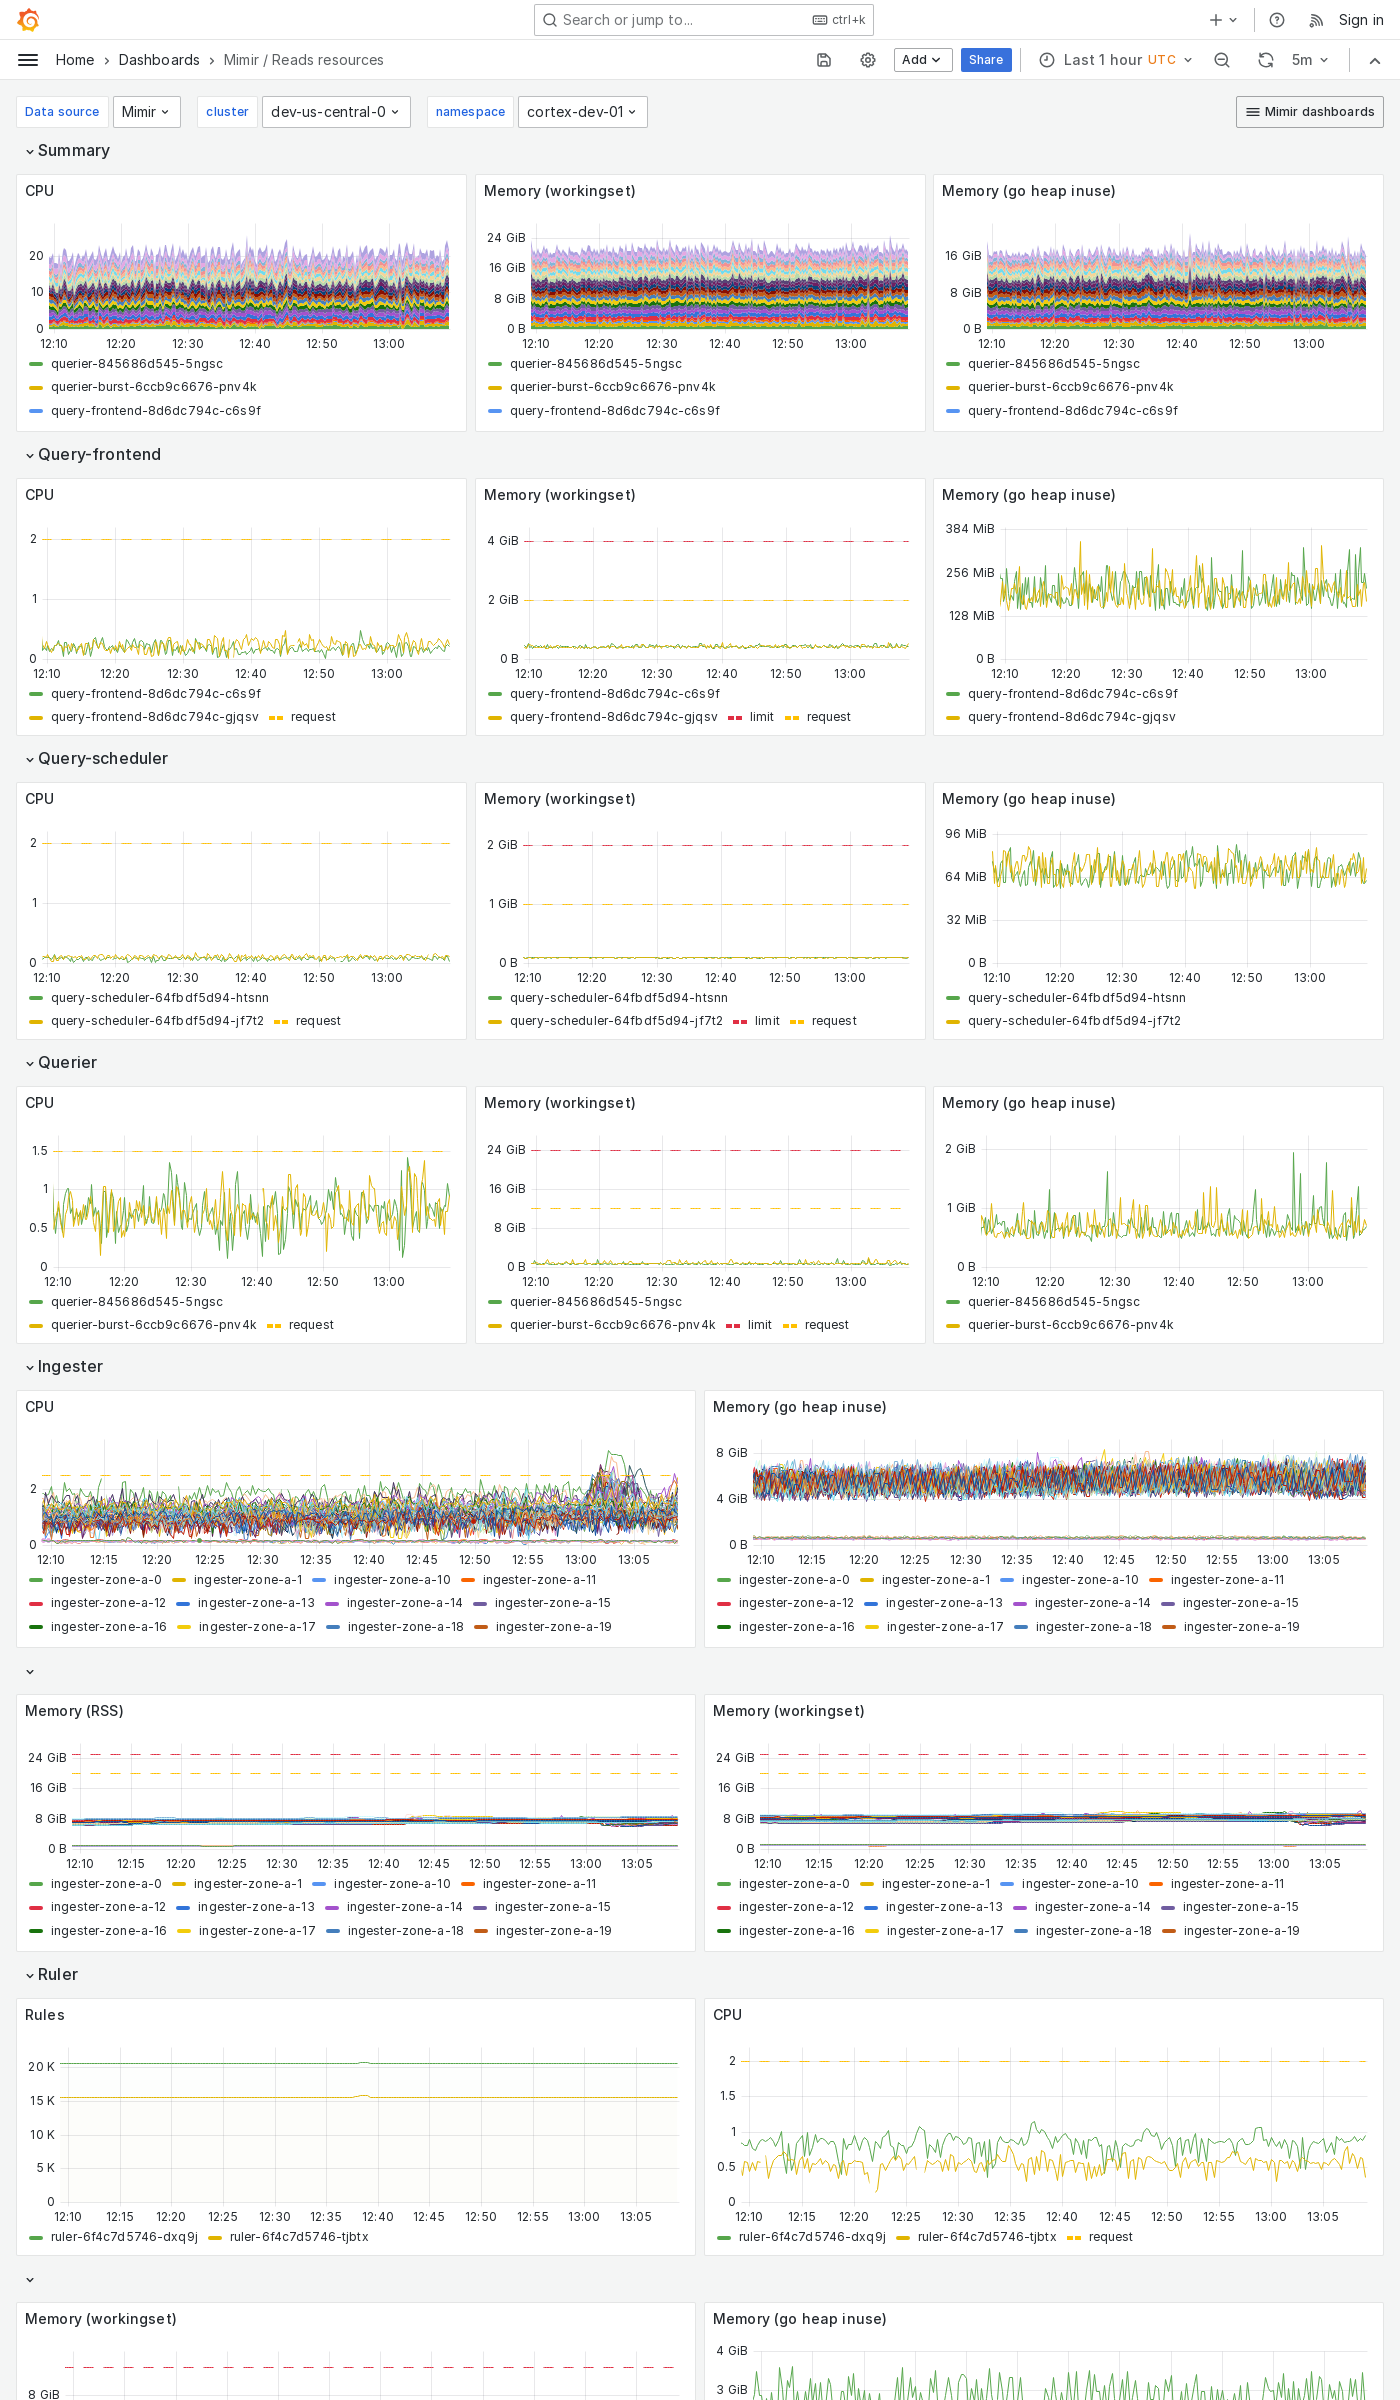 Search or jump to... ctrl+k Sign in
Home Dashboards Mimir / Reads resources Add Share Last 1 hour UTC 5m
Data source Mimir cluster dev-us-central-0 namespace cortex-dev-01 Mimir dashboards
Summary
CPU
20
10
0
12:10 12:20 12:30 12:40 12:50 13:00
querier-845686d545-5ngsc
querier-burst-6ccb9c6676-pnv4k
query-frontend-8d6dc794c-c6s9f
Memory (workingset)
24 GiB
16 GiB
8 GiB
0 B
12:10 12:20 12:30 12:40 12:50 13:00
querier-845686d545-5ngsc
querier-burst-6ccb9c6676-pnv4k
query-frontend-8d6dc794c-c6s9f
Memory (go heap inuse)
16 GiB
8 GiB
0 B
12:10 12:20 12:30 12:40 12:50 13:00
querier-845686d545-5ngsc
querier-burst-6ccb9c6676-pnv4k
query-frontend-8d6dc794c-c6s9f
Query-frontend
CPU
2
1
0
12:10 12:20 12:30 12:40 12:50 13:00
query-frontend-8d6dc794c-c6s9f
query-frontend-8d6dc794c-gjqsv request
Memory (workingset)
4 GiB
2 GiB
0 B
12:10 12:20 12:30 12:40 12:50 13:00
query-frontend-8d6dc794c-c6s9f
query-frontend-8d6dc794c-gjqsv limit request
Memory (go heap inuse)
384 MiB
256 MiB
128 MiB
0 B
12:10 12:20 12:30 12:40 12:50 13:00
query-frontend-8d6dc794c-c6s9f
query-frontend-8d6dc794c-gjqsv
Query-scheduler
CPU
2
1
0
12:10 12:20 12:30 12:40 12:50 13:00
query-scheduler-64fbdf5d94-htsnn
query-scheduler-64fbdf5d94-jf7t2 request
Memory (workingset)
2 GiB
1 GiB
0 B
12:10 12:20 12:30 12:40 12:50 13:00
query-scheduler-64fbdf5d94-htsnn
query-scheduler-64fbdf5d94-jf7t2 limit request
Memory (go heap inuse)
96 MiB
64 MiB
32 MiB
0 B
12:10 12:20 12:30 12:40 12:50 13:00
query-scheduler-64fbdf5d94-htsnn
query-scheduler-64fbdf5d94-jf7t2
Querier
CPU
1.5
1
0.5
0
12:10 12:20 12:30 12:40 12:50 13:00
querier-845686d545-5ngsc
querier-burst-6ccb9c6676-pnv4k request
Memory (workingset)
24 GiB
16 GiB
8 GiB
0 B
12:10 12:20 12:30 12:40 12:50 13:00
querier-845686d545-5ngsc
querier-burst-6ccb9c6676-pnv4k limit request
Memory (go heap inuse)
2 GiB
1 GiB
0 B
12:10 12:20 12:30 12:40 12:50 13:00
querier-845686d545-5ngsc
querier-burst-6ccb9c6676-pnv4k
Ingester
CPU
2
0
12:10 12:15 12:20 12:25 12:30 12:35 12:40 12:45 12:50 12:55 13:00 13:05
ingester-zone-a-0 ingester-zone-a-1 ingester-zone-a-10 ingester-zone-a-11
ingester-zone-a-12 ingester-zone-a-13 ingester-zone-a-14 ingester-zone-a-15
ingester-zone-a-16 ingester-zone-a-17 ingester-zone-a-18 ingester-zone-a-19
Memory (go heap inuse)
8 GiB
4 GiB
0 B
12:10 12:15 12:20 12:25 12:30 12:35 12:40 12:45 12:50 12:55 13:00 13:05
ingester-zone-a-0 ingester-zone-a-1 ingester-zone-a-10 ingester-zone-a-11
ingester-zone-a-12 ingester-zone-a-13 ingester-zone-a-14 ingester-zone-a-15
ingester-zone-a-16 ingester-zone-a-17 ingester-zone-a-18 ingester-zone-a-19
Memory (RSS)
24 GiB
16 GiB
8 GiB
0 B
12:10 12:15 12:20 12:25 12:30 12:35 12:40 12:45 12:50 12:55 13:00 13:05
ingester-zone-a-0 ingester-zone-a-1 ingester-zone-a-10 ingester-zone-a-11
ingester-zone-a-12 ingester-zone-a-13 ingester-zone-a-14 ingester-zone-a-15
ingester-zone-a-16 ingester-zone-a-17 ingester-zone-a-18 ingester-zone-a-19
Memory (workingset)
24 GiB
16 GiB
8 GiB
0 B
12:10 12:15 12:20 12:25 12:30 12:35 12:40 12:45 12:50 12:55 13:00 13:05
ingester-zone-a-0 ingester-zone-a-1 ingester-zone-a-10 ingester-zone-a-11
ingester-zone-a-12 ingester-zone-a-13 ingester-zone-a-14 ingester-zone-a-15
ingester-zone-a-16 ingester-zone-a-17 ingester-zone-a-18 ingester-zone-a-19
Ruler
Rules
20 K
15 K
10 K
5 K
0
12:10 12:15 12:20 12:25 12:30 12:35 12:40 12:45 12:50 12:55 13:00 13:05
ruler-6f4c7d5746-dxq9j ruler-6f4c7d5746-tjbtx
CPU
2
1.5
1
0.5
0
12:10 12:15 12:20 12:25 12:30 12:35 12:40 12:45 12:50 12:55 13:00 13:05
ruler-6f4c7d5746-dxq9j ruler-6f4c7d5746-tjbtx request
Memory (workingset)
8 GiB
Memory (go heap inuse)
4 GiB
3 GiB